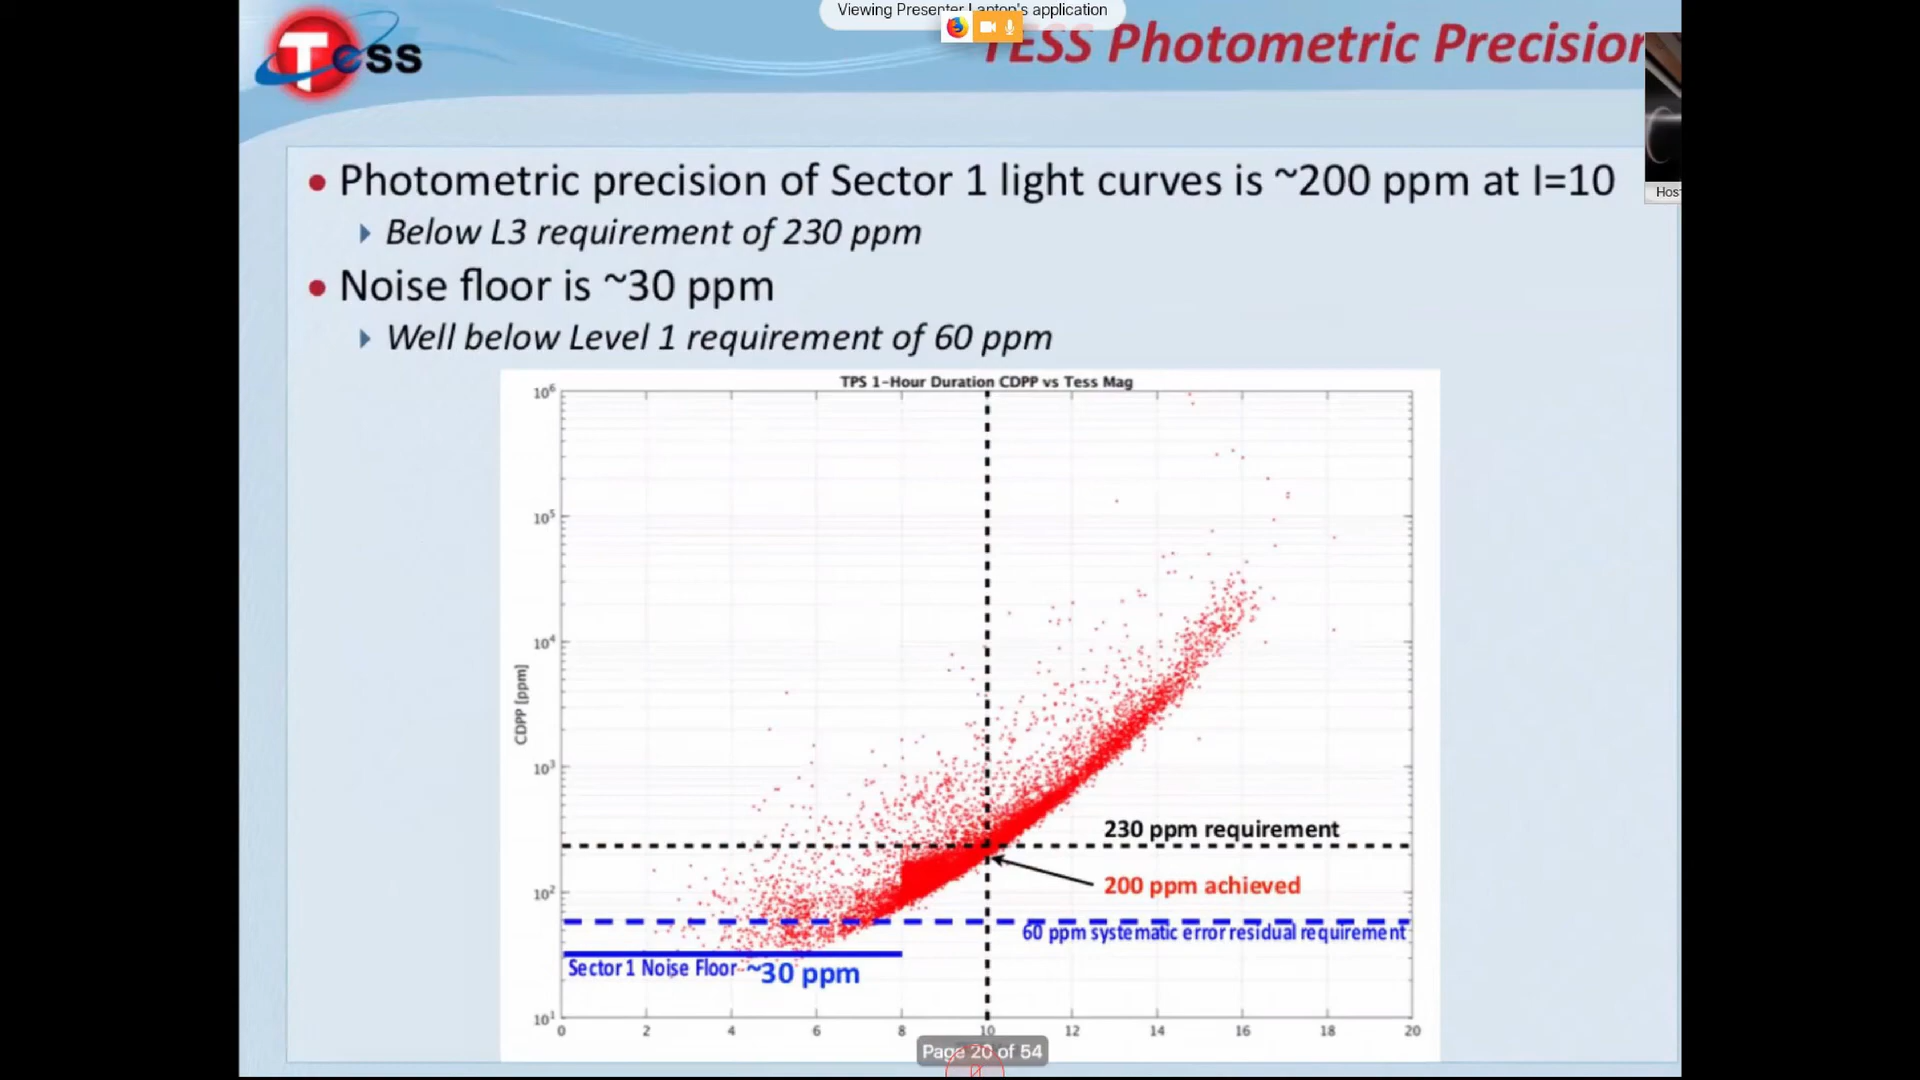 Viewing Presenter Laptop's application
Tess
TESS Photometric Precision
Host
Photometric precision of Sector 1 light curves is ~200 ppm at I=10
Below L3 requirement of 230 ppm
Noise floor is ~30 ppm
Well below Level 1 requirement of 60 ppm
TPS 1-Hour Duration CDPP vs Tess Mag
CDPP [ppm]
10⁶
10⁵
10⁴
10³
10²
10¹
230 ppm requirement
200 ppm achieved
60 ppm systematic error residual requirement
Sector 1 Noise Floor ~30 ppm
0 2 4 6 8 10 12 14 16 18 20
Page 20 of 54